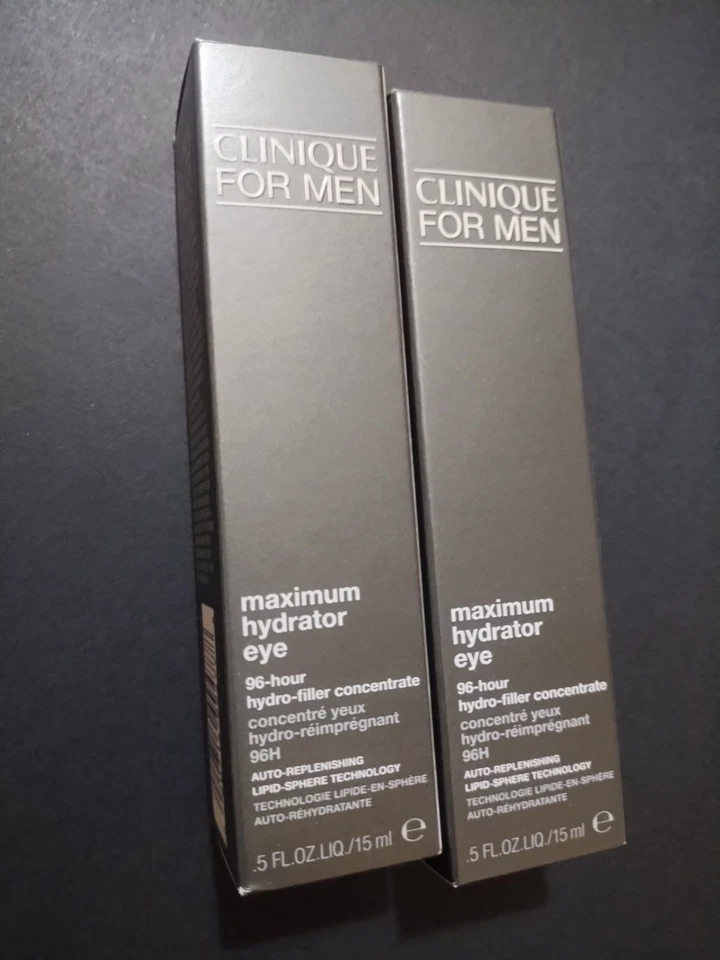 CLINIQUE
FOR MEN
maximum
hydrator
eye
96-hour
hydro-filler concentrate
concentré yeux
hydro-réimprégnant
96H
AUTO-REPLENISHING
LIPID-SPHERE TECHNOLOGY
TECHNOLOGIE LIPIDE-EN-SPHÈRE
AUTO-RÉHYDRATANTE
.5 FL.OZ.LIQ./15 ml e
CLINIQUE
FOR MEN
maximum
hydrator
eye
96-hour
hydro-filler concentrate
concentré yeux
hydro-réimprégnant
96H
AUTO-REPLENISHING
LIPID-SPHERE TECHNOLOGY
TECHNOLOGIE LIPIDE-EN-SPHÈRE
AUTO-RÉHYDRATANTE
.5 FL.OZ.LIQ./15 ml e